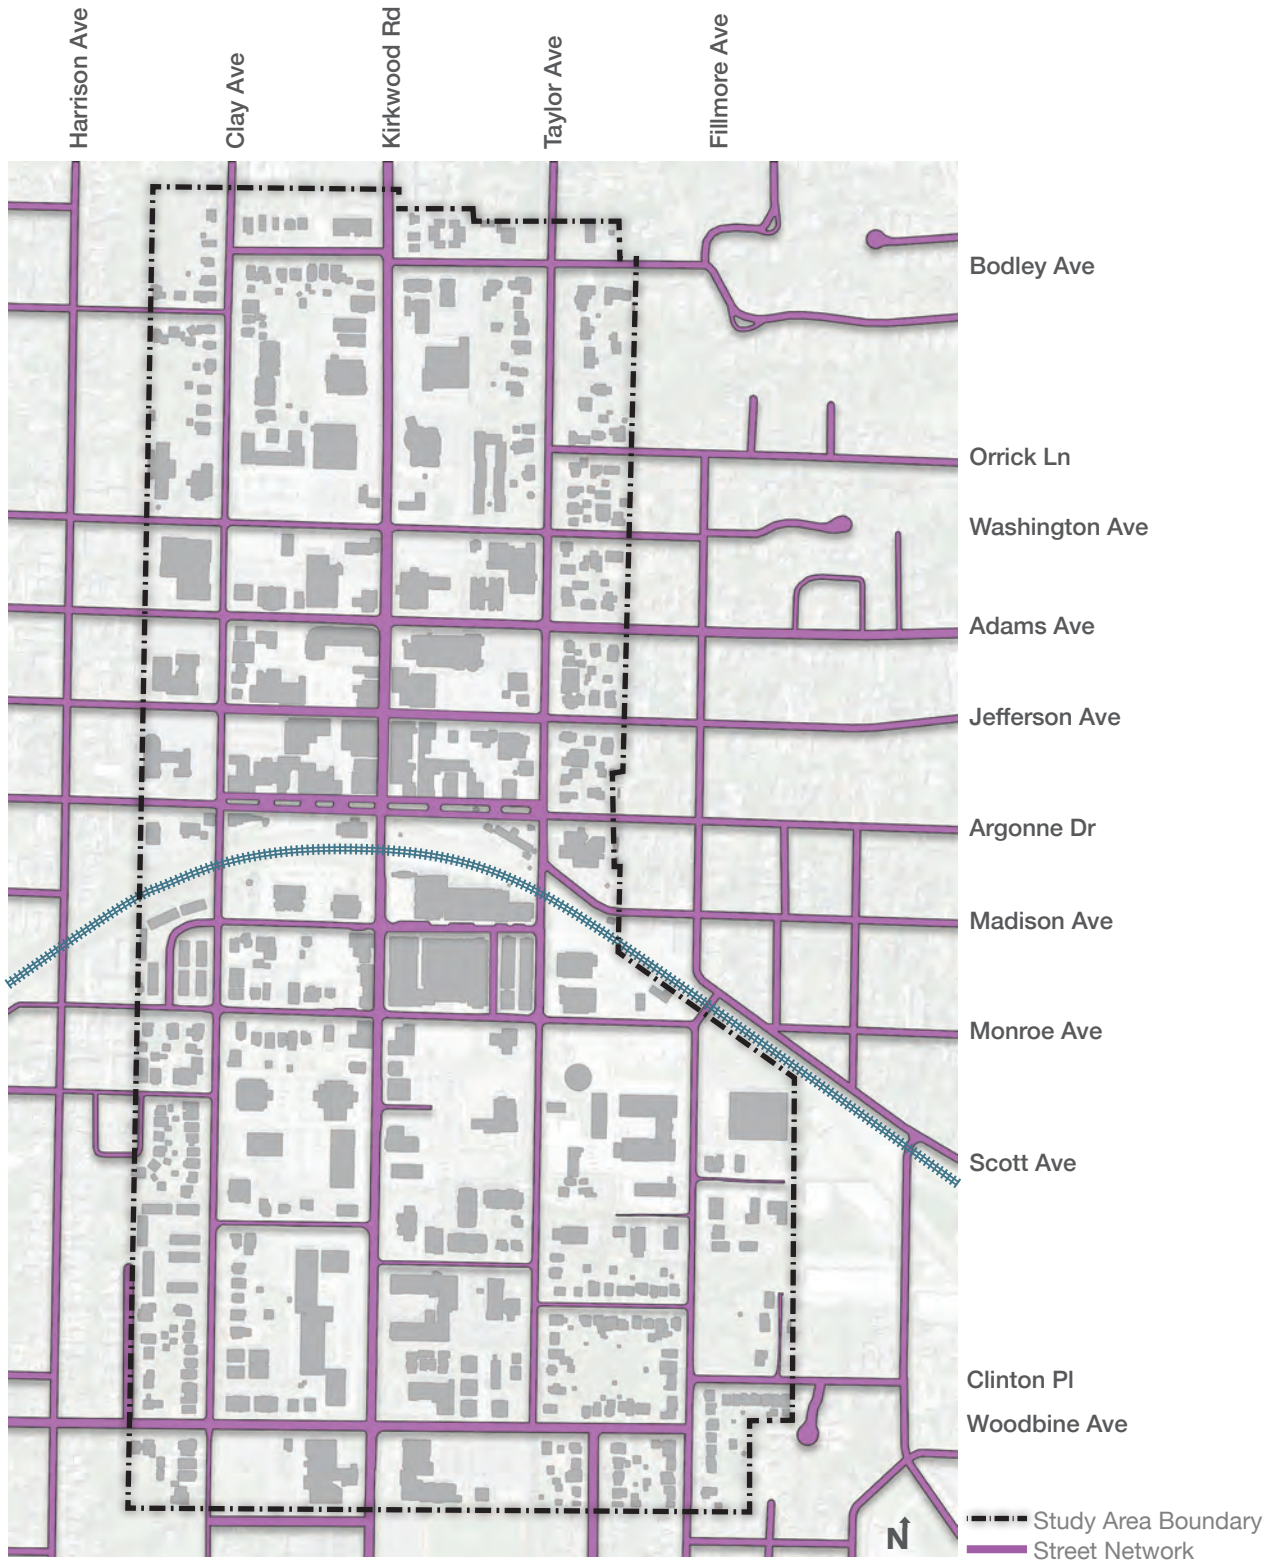 Harrison Ave
Clay Ave
Kirkwood Rd
Taylor Ave
Fillmore Ave
Bodley Ave
Orrick Ln
Washington Ave
Adams Ave
Jefferson Ave
Argonne Dr
Madison Ave
Monroe Ave
Scott Ave
Clinton Pl
Woodbine Ave
N
Study Area Boundary
Street Network